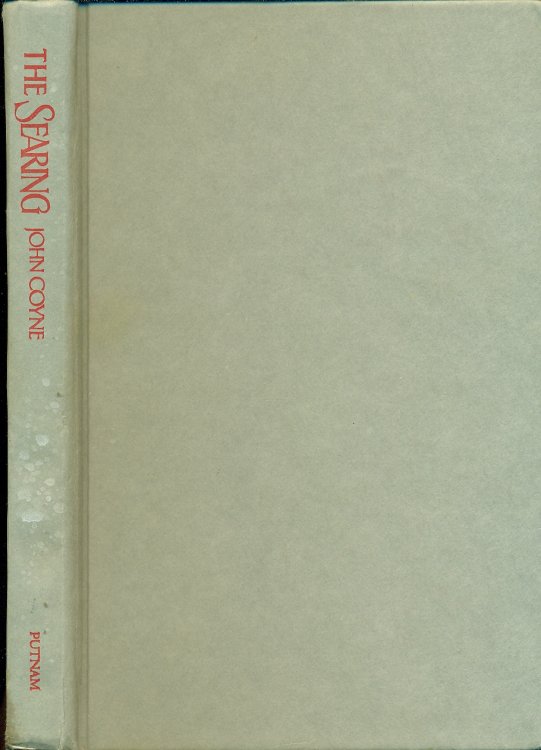 THE SEARING
JOHN COYNE
PUTNAM